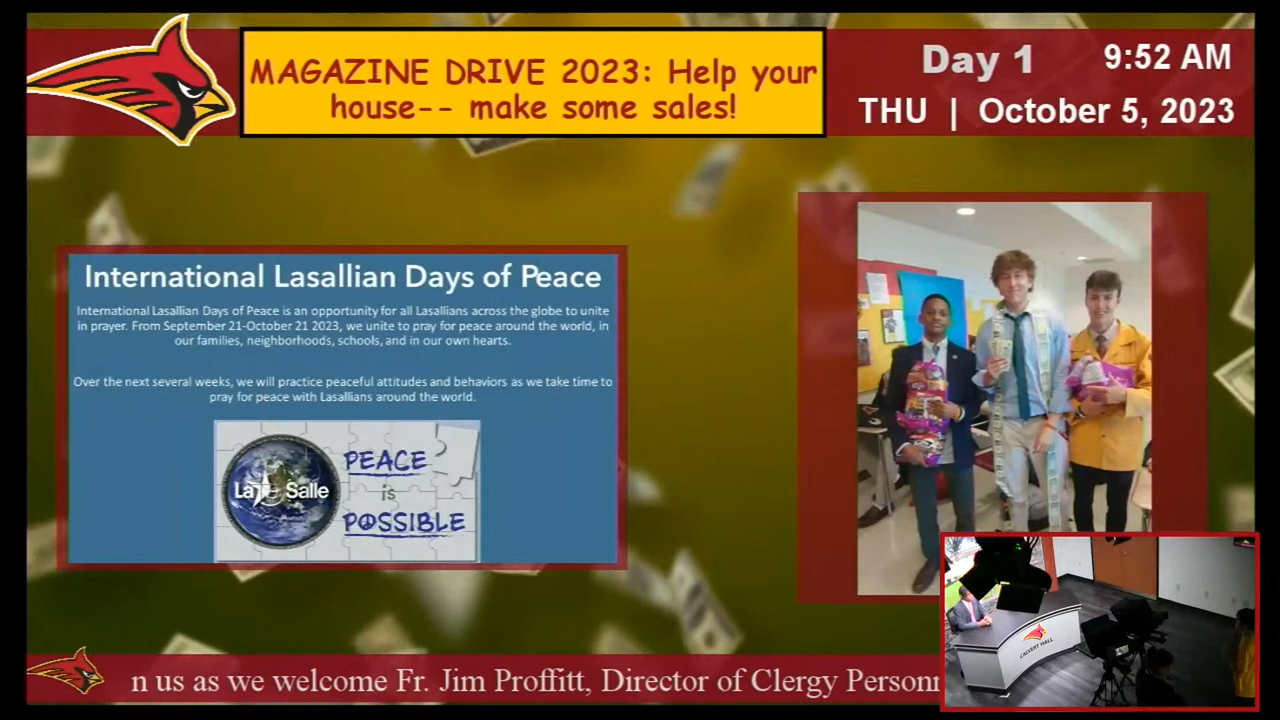 MAGAZINE DRIVE 2023: Help your
house-- make some sales!
Day 1
9:52 AM
THU | October 5, 2023
International Lasallian Days of Peace
International Lasallian Days of Peace is an opportunity for all Lasallians across the globe to unite
in prayer. From September 21-October 21 2023, we unite to pray for peace around the world, in
our families, neighborhoods, schools, and in our own hearts.
Over the next several weeks, we will practice peaceful attitudes and behaviors as we take time to
pray for peace with Lasallians around the world.
La Salle
PEACE
is
POSSIBLE
CALVERT HALL
n us as we welcome Fr. Jim Proffitt, Director of Clergy Person